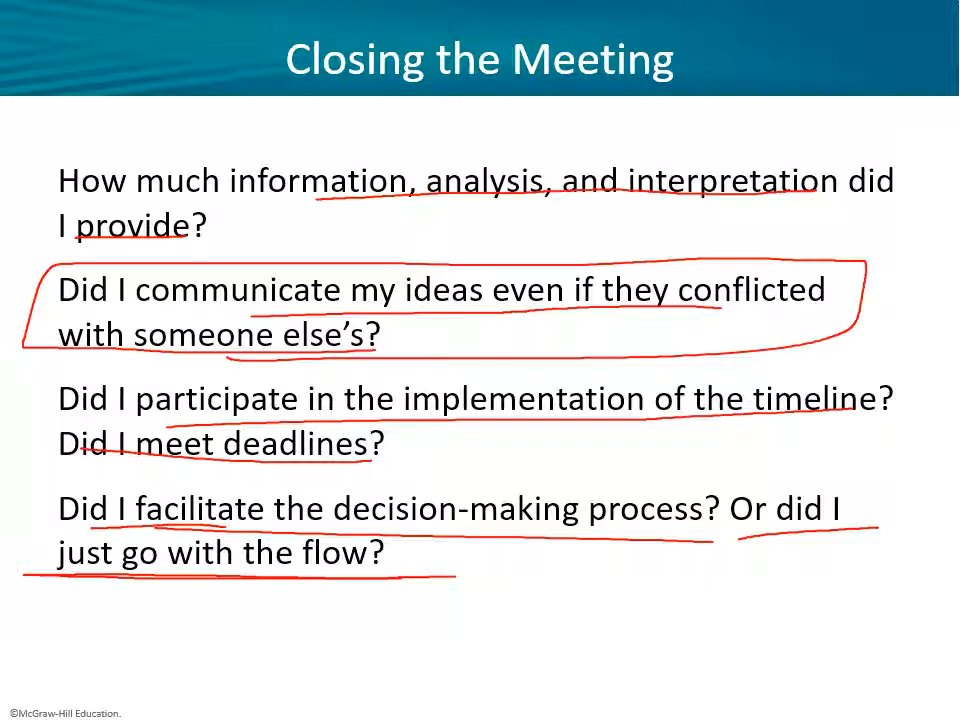 Closing the Meeting
How much information, analysis, and interpretation did
I provide?
Did I communicate my ideas even if they conflicted
with someone else's?
Did I participate in the implementation of the timeline?
Did I meet deadlines?
Did I facilitate the decision-making process? Or did I
just go with the flow?
©McGraw-Hill Education.